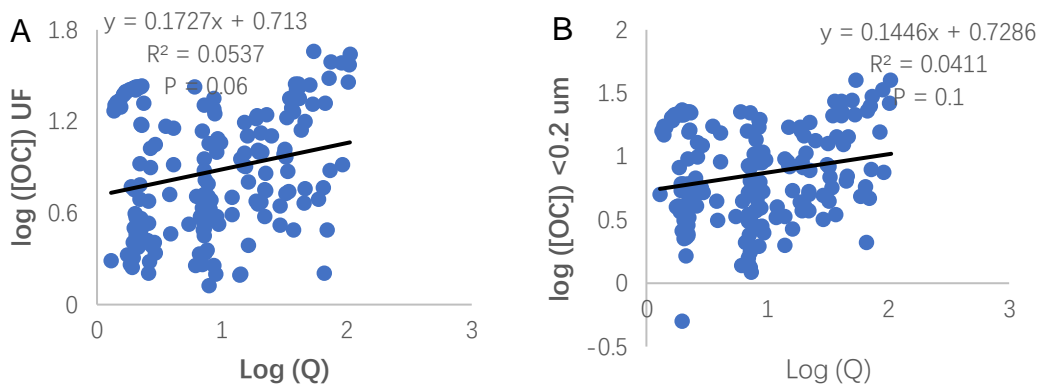 A
y = 0.1727x + 0.713
R² = 0.0537
P = 0.06
1.8
1.2
0.6
0
0
1
2
3
log ([OC]) UF
Log (Q)
B
y = 0.1446x + 0.7286
R² = 0.0411
P = 0.1
2
1.5
1
0.5
0
-0.5
0
1
2
3
log ([OC]) <0.2 um
Log (Q)